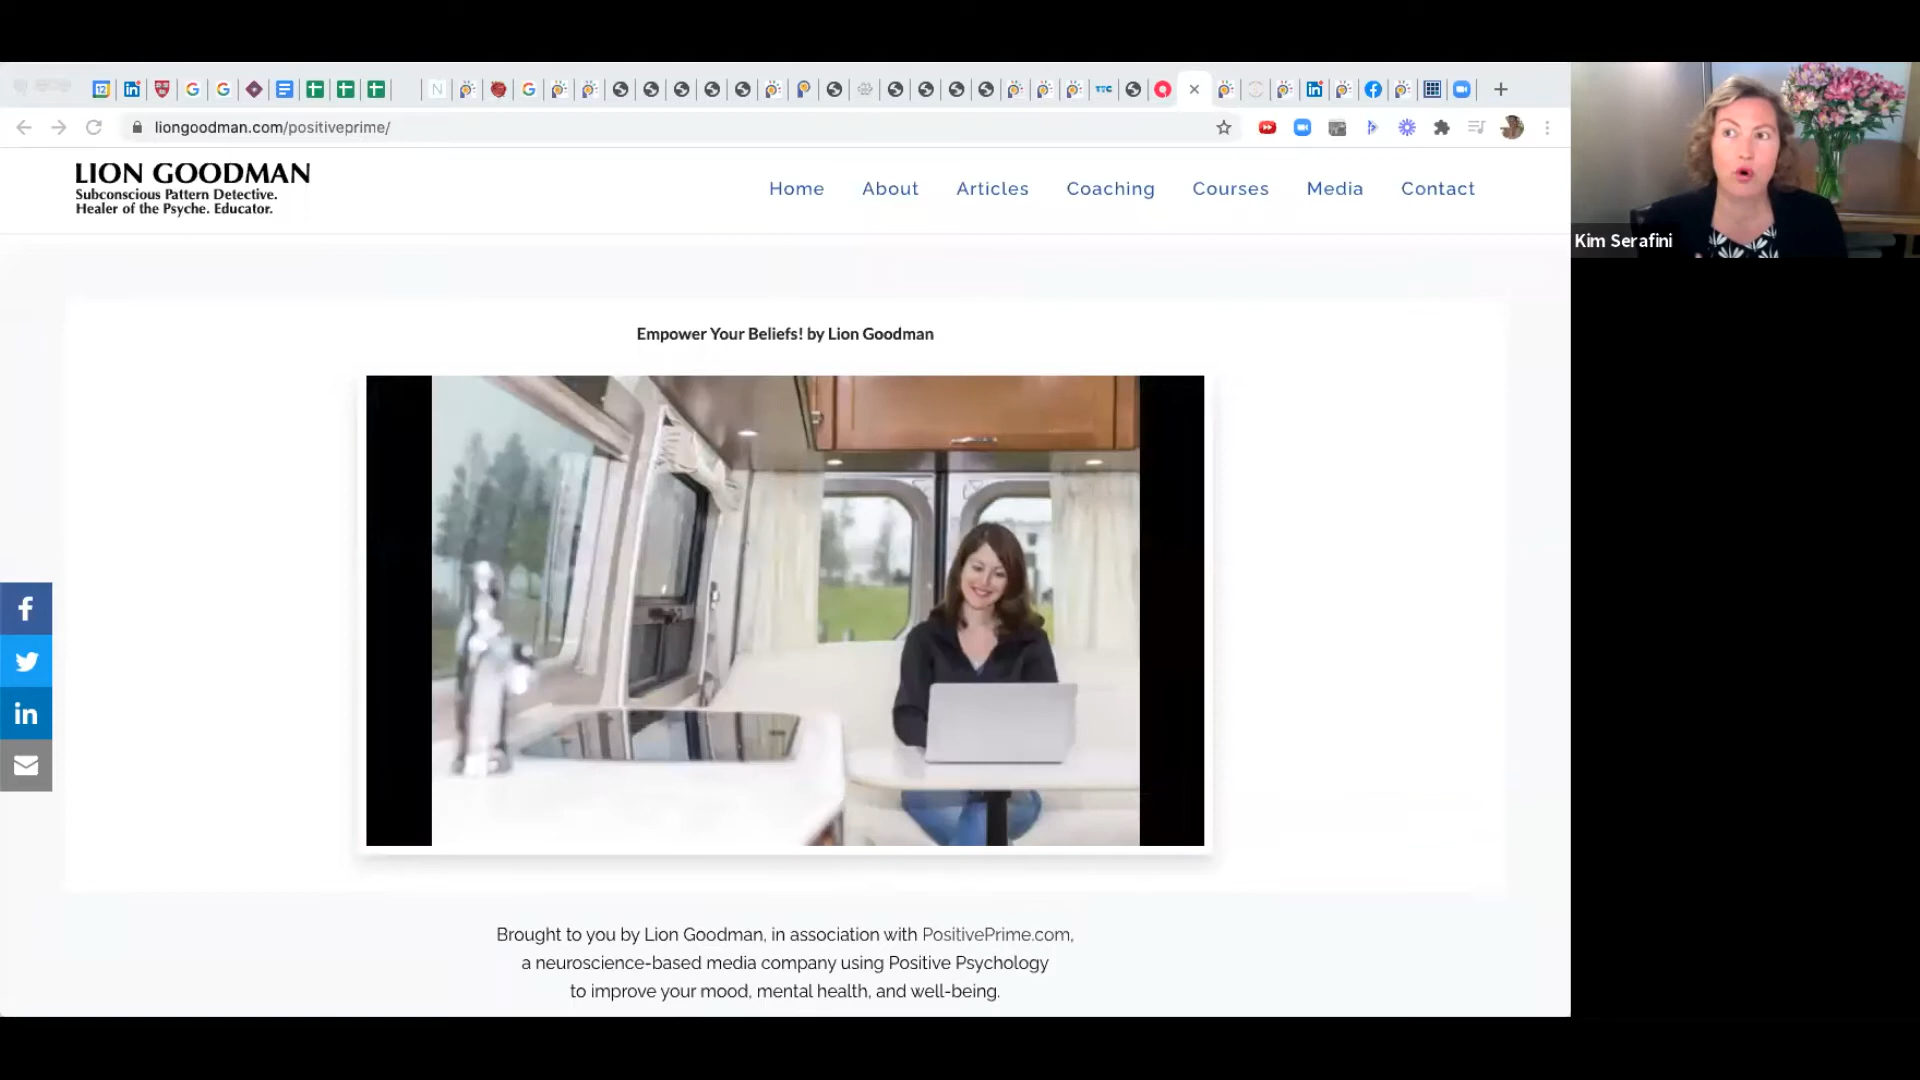 12
liongoodman.com/positiveprime/
LION GOODMAN
Subconscious Pattern Detective.
Healer of the Psyche. Educator.
Home About Articles Coaching Courses Media Contact
Kim Serafini
Empower Your Beliefs! by Lion Goodman
Brought to you by Lion Goodman, in association with PositivePrime.com,
a neuroscience-based media company using Positive Psychology
to improve your mood, mental health, and well-being.